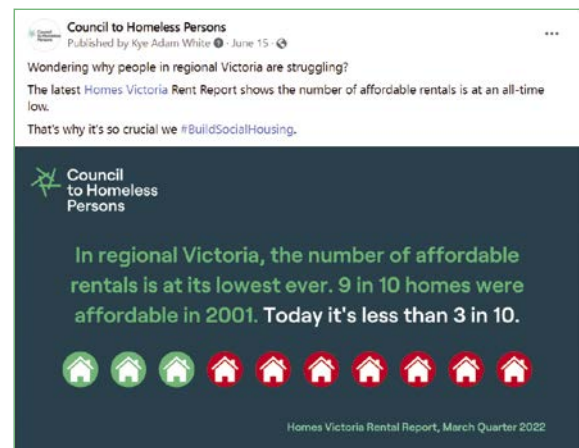 Council to Homeless Persons
Published by Kye Adam White · June 15 ·
Wondering why people in regional Victoria are struggling?
The latest Homes Victoria Rent Report shows the number of affordable rentals is at an all-time
low.
That's why it's so crucial we #BuildSocialHousing.
Council
to Homeless
Persons
In regional Victoria, the number of affordable
rentals is at its lowest ever. 9 in 10 homes were
affordable in 2001. Today it's less than 3 in 10.
Homes Victoria Rental Report, March Quarter 2022